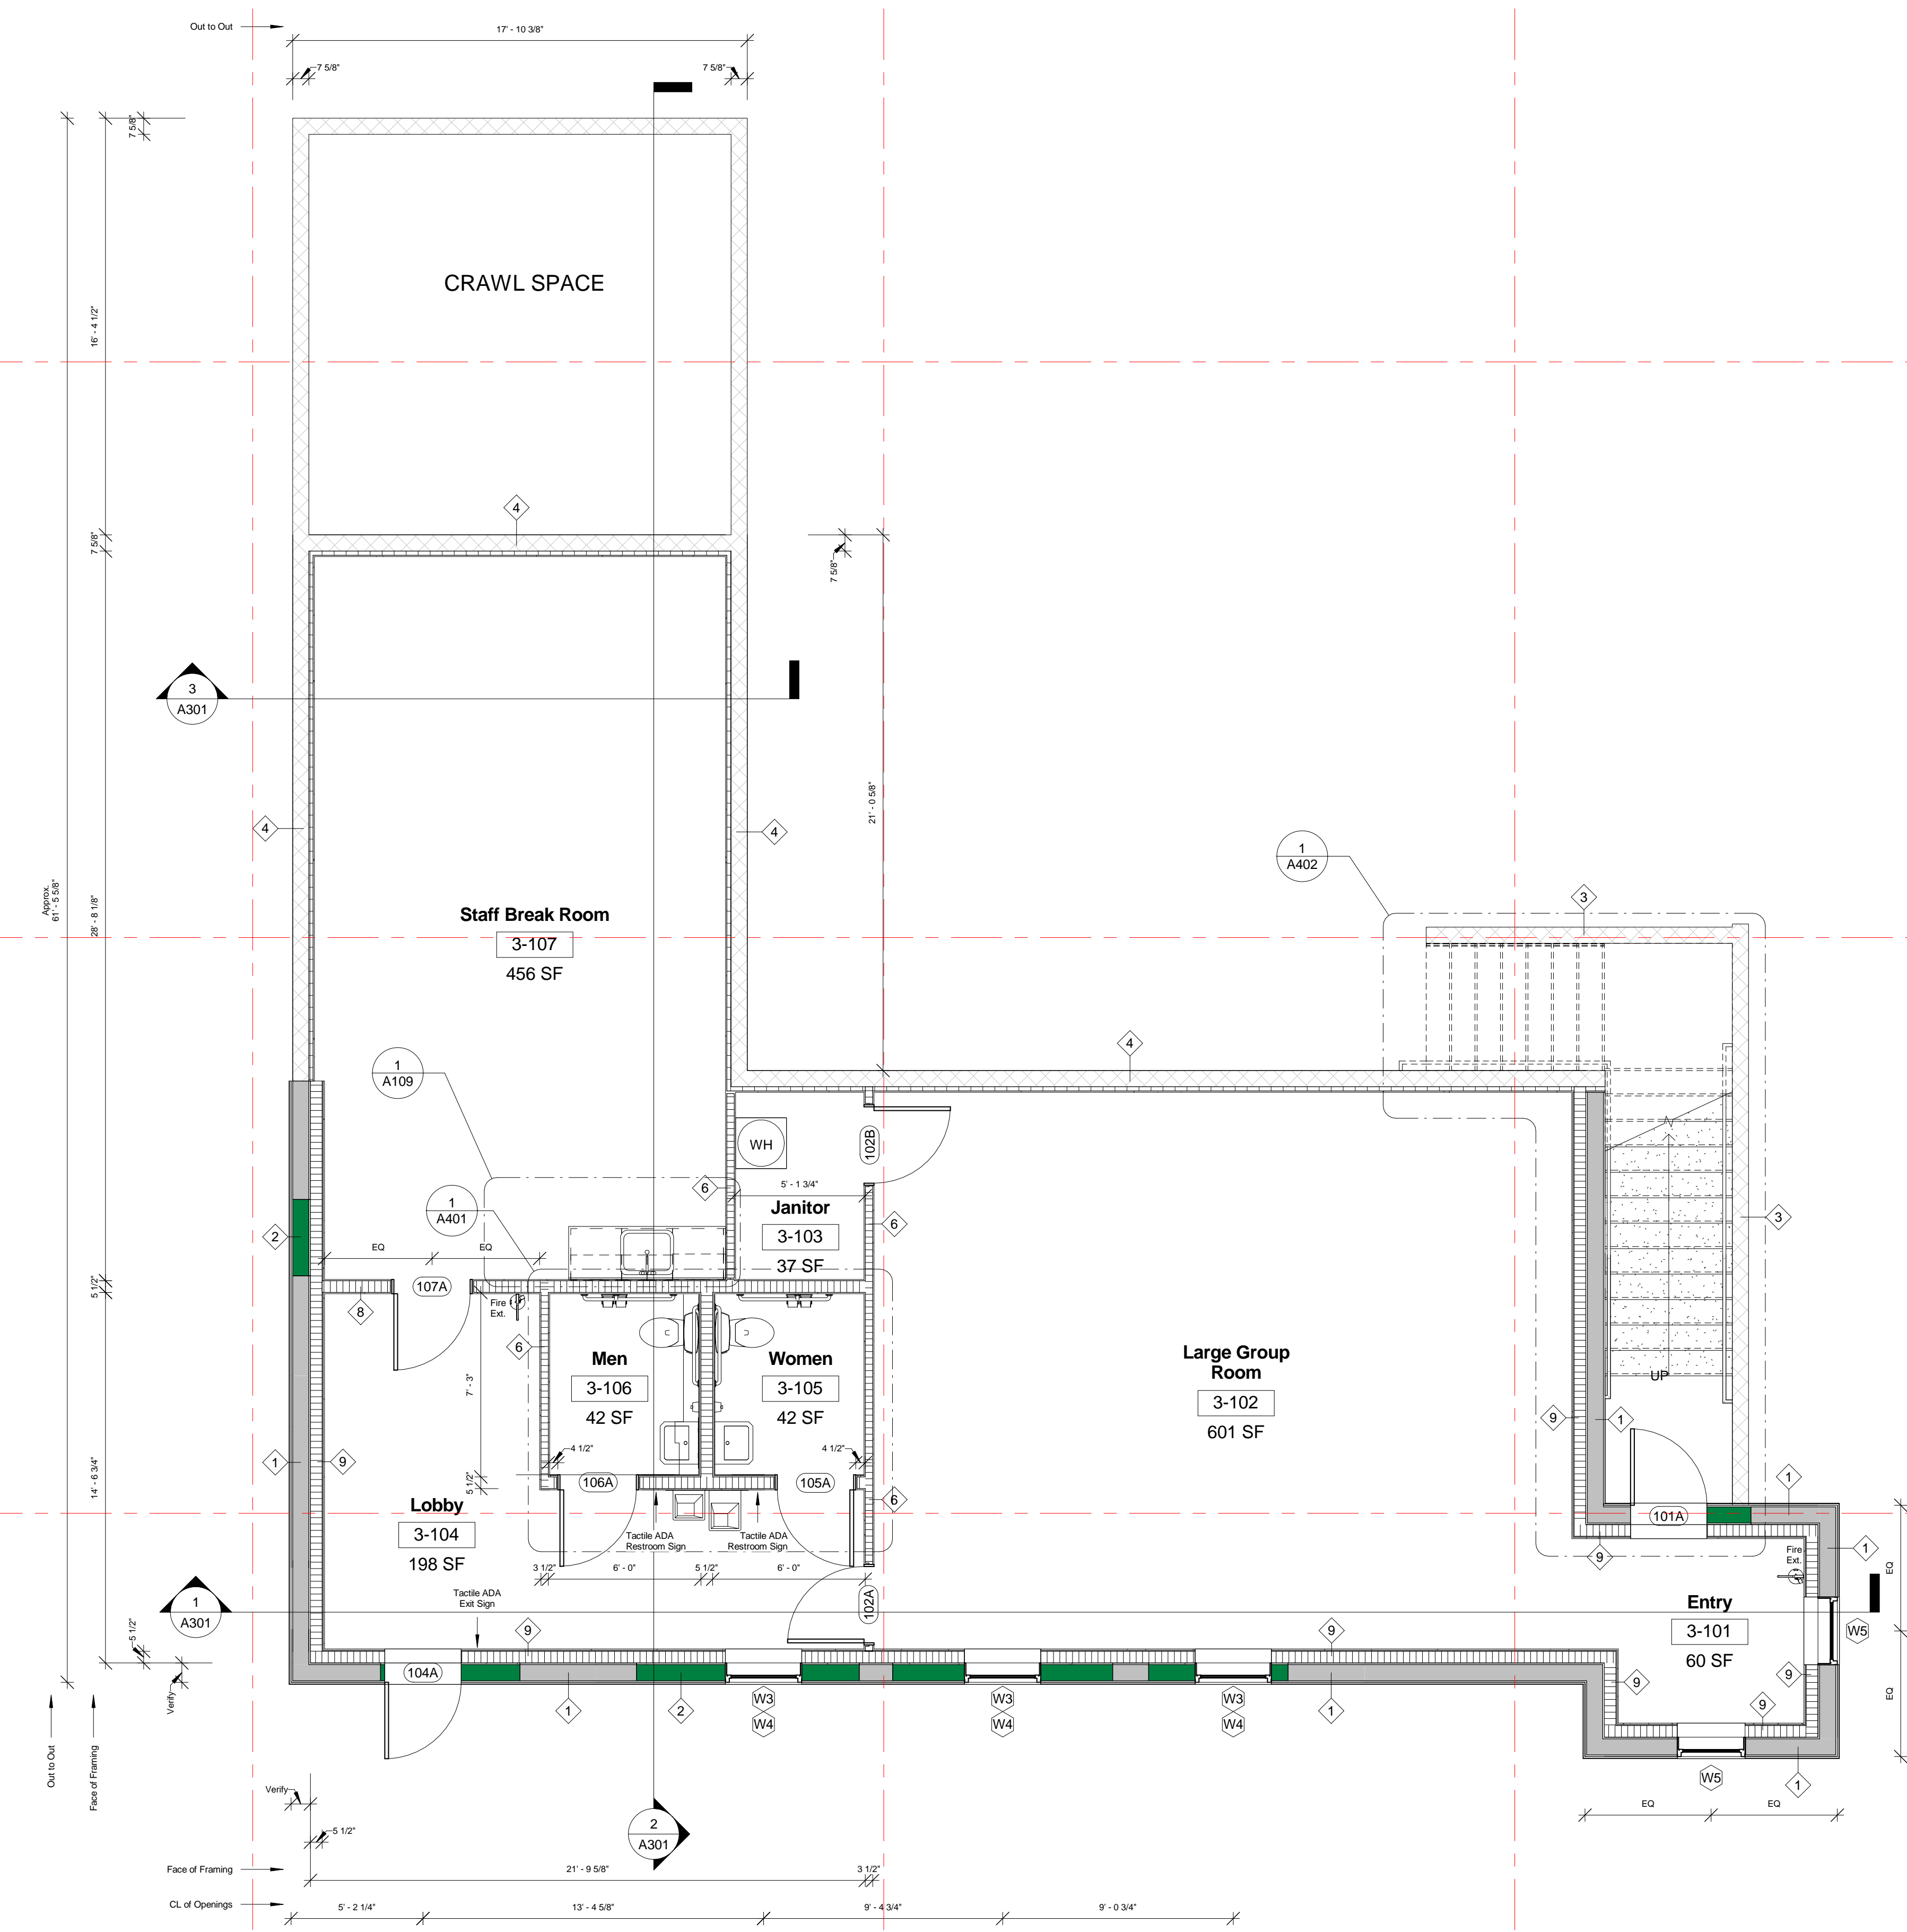 Out to Out
17' - 10 3/8"
7 5/8"
7 5/8"
7 5/8"
CRAWL SPACE
16' - 4 1/2"
4
7 5/8"
7 5/8"
3
A301
21' - 0 5/8"
4
4
1
A402
Approx.
61' - 5 5/8"
28' - 8 1/8"
3
Staff Break Room
3-107
456 SF
4
1
A109
WH
102B
5' - 1 3/4"
6
Janitor
3-103
37 SF
6
1
A401
3
2
EQ
EQ
5 1/2"
107A
8
Fire
Ext.
6
Men
3-106
42 SF
Women
3-105
42 SF
Large Group
Room
3-102
601 SF
UP
7' - 3"
9
1
4 1/2"
4 1/2"
1
9
14' - 6 3/4"
5 1/2"
106A
105A
6
1
Lobby
3-104
198 SF
Tactile ADA
Restroom Sign
Tactile ADA
Restroom Sign
101A
9
Fire
Ext.
1
EQ
3 1/2"
6' - 0"
5 1/2"
6' - 0"
Tactile ADA
Exit Sign
102A
1
A301
Entry
3-101
60 SF
W5
5 1/2"
9
9
Verify
104A
1
2
W3
W4
W3
W4
W3
W4
1
9
9
9
EQ
Out to Out
Face of Framing
W5
1
Verify
EQ
EQ
5 1/2"
2
A301
Face of Framing
21' - 9 5/8"
3 1/2"
CL of Openings
5' - 2 1/4"
13' - 4 5/8"
9' - 4 3/4"
9' - 0 3/4"